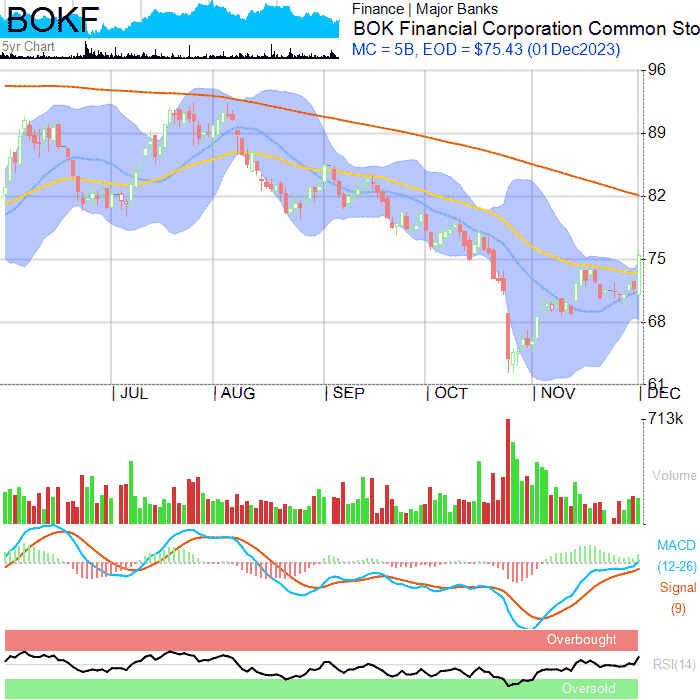 BOKF
5yr Chart
Finance | Major Banks
BOK Financial Corporation Common Sto
MC = 5B, EOD = $75.43 (01Dec2023)
96
89
82
75
68
61
JUL AUG SEP OCT NOV DEC
713k
Volume
MACD
(12-26)
Signal
(9)
Overbought
RSI(14)
Oversold